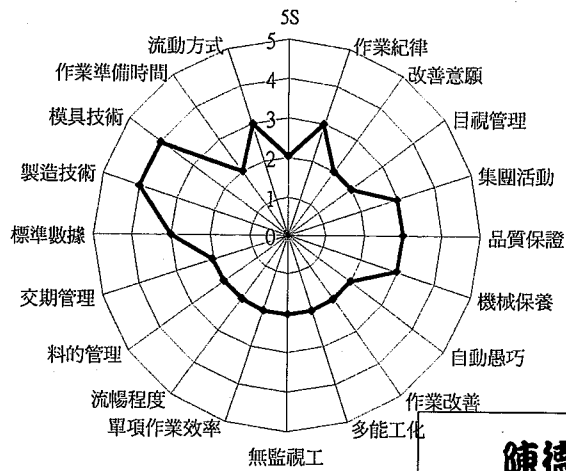 5S
作業紀律
改善意願
目視管理
集團活動
品質保證
機械保養
自動愚巧
作業改善
多能工化
無監視工
單項作業效率
流暢程度
料的管理
交期管理
標準數據
製造技術
模具技術
作業準備時間
流動方式
5
4
3
2
1
0
陳